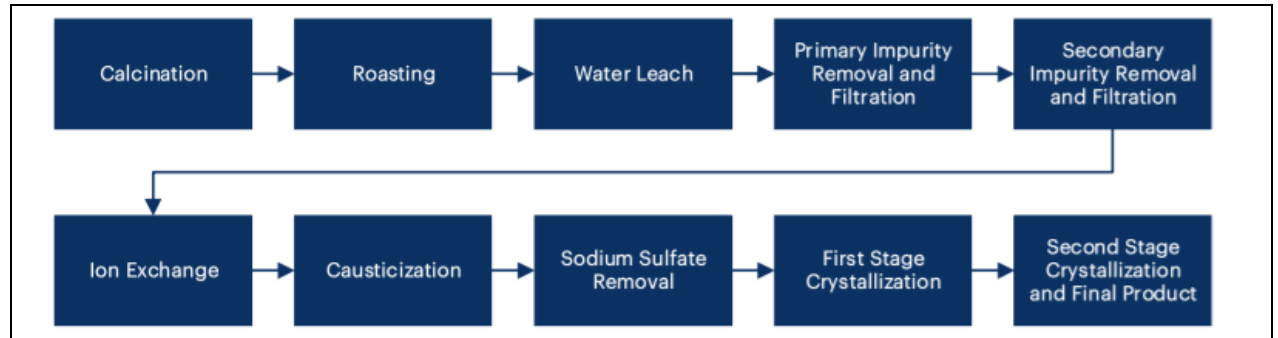 Calcination
Roasting
Water Leach
Primary Impurity
Removal and
Filtration
Secondary
Impurity Removal
and Filtration
Ion Exchange
Causticization
Sodium Sulfate
Removal
First Stage
Crystallization
Second Stage
Crystallization
and Final Product